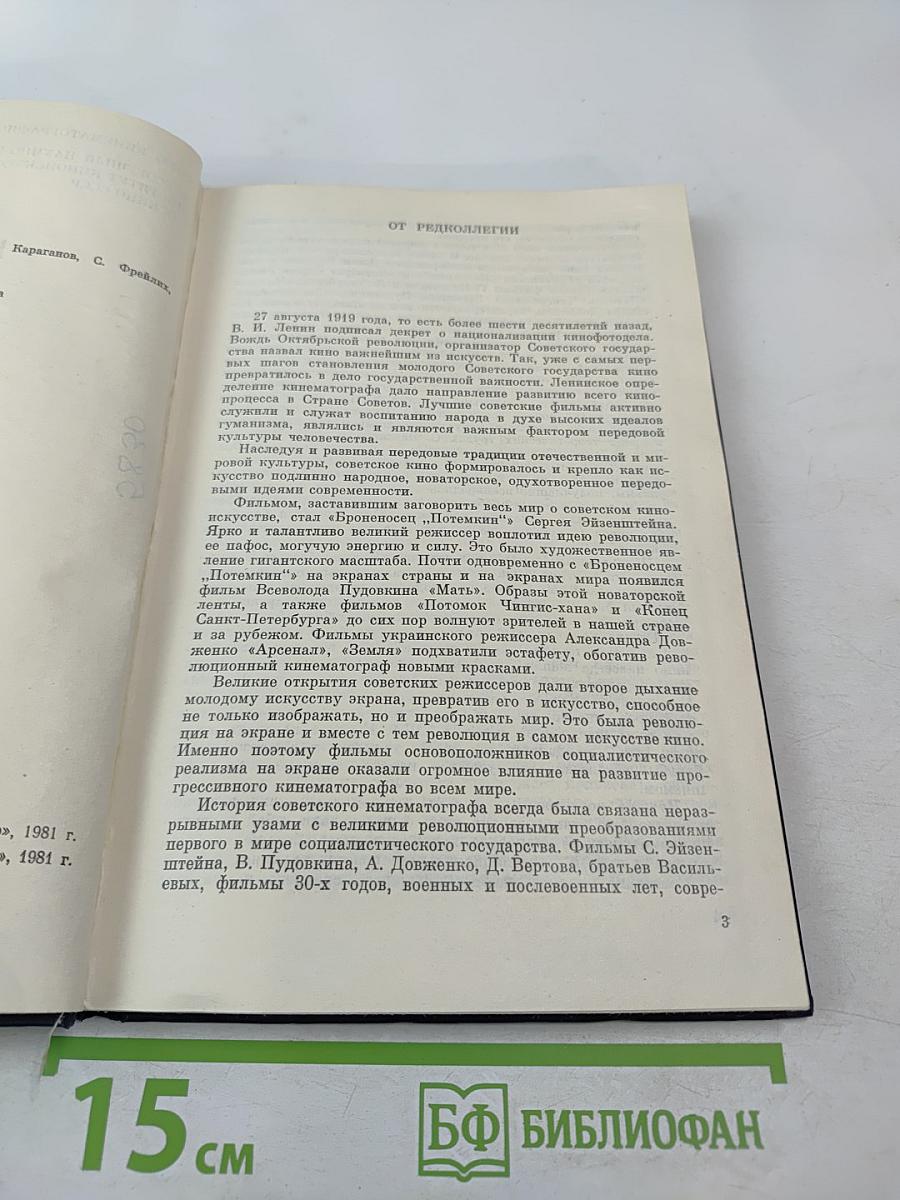 Караганов, С. Фрейлих,
а
0580
», 1981 г.
», 1981 г.
ОТ РЕДКОЛЛЕГИИ
27 августа 1919 года, то есть более шести десятилетий назад,
В. И. Ленин подписал декрет о национализации кинофотодела.
Вождь Октябрьской революции, организатор Советского государ-
ства назвал кино важнейшим из искусств. Так, уже с самых пер-
вых шагов становления молодого Советского государства кино
превратилось в дело государственной важности. Ленинское опре-
деление кинематографа дало направление развитию всего кино-
процесса в Стране Советов. Лучшие советские фильмы активно
служили и служат воспитанию народа в духе высоких идеалов
гуманизма, являлись и являются важным фактором передовой
культуры человечества.
Наследуя и развивая передовые традиции отечественной и ми-
ровой культуры, советское кино формировалось и крепло как ис-
кусство подлинно народное, новаторское, одухотворенное передо-
выми идеями современности.
Фильмом, заставившим заговорить весь мир о советском кино-
искусстве, стал «Броненосец „Потемкин“» Сергея Эйзенштейна.
Ярко и талантливо великий режиссер воплотил идею революции,
ее пафос, могучую энергию и силу. Это было художественное яв-
ление гигантского масштаба. Почти одновременно с «Броненосцем
„Потемкин“» на экранах страны и на экранах мира появился
фильм Всеволода Пудовкина «Мать». Образы этой новаторской
ленты, а также фильмов «Потомок Чингис-хана» и «Конец
Санкт-Петербурга» до сих пор волнуют зрителей в нашей стране
и за рубежом. Фильмы украинского режиссера Александра Дов-
женко «Арсенал», «Земля» подхватили эстафету, обогатив рево-
люционный кинематограф новыми красками.
Великие открытия советских режиссеров дали второе дыхание
молодому искусству экрана, превратив его в искусство, способное
не только изображать, но и преображать мир. Это была револю-
ция на экране и вместе с тем революция в самом искусстве кино.
Именно поэтому фильмы основоположников социалистического
реализма на экране оказали огромное влияние на развитие про-
грессивного кинематографа во всем мире.
История советского кинематографа всегда была связана нераз-
рывными узами с великими революционными преобразованиями
первого в мире социалистического государства. Фильмы С. Эйзен-
штейна, В. Пудовкина, А. Довженко, Д. Вертова, братьев Василь-
евых, фильмы 30-х годов, военных и послевоенных лет, совре-
3
15 см
БФ БИБЛИОФАН